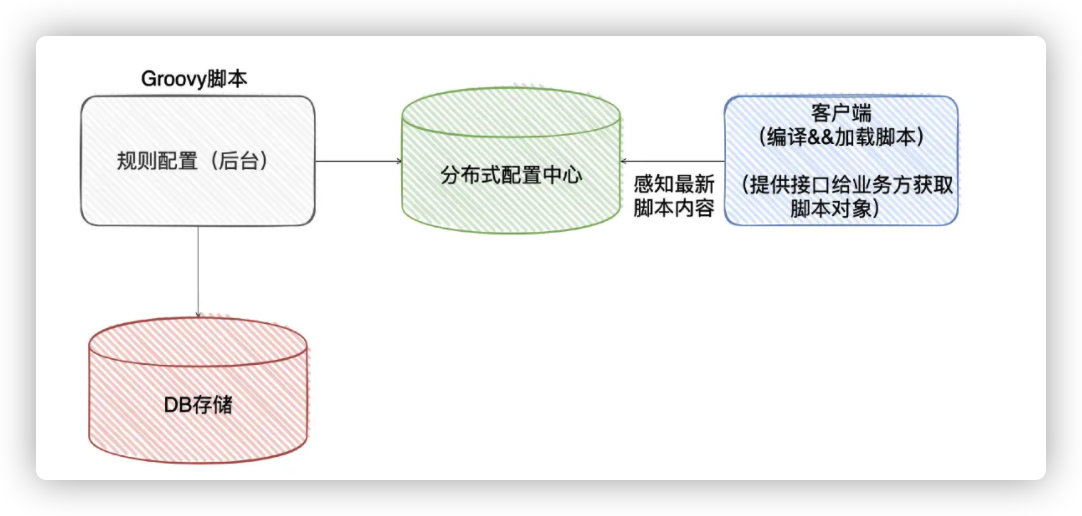 Groovy脚本
规则配置（后台）
分布式配置中心
感知最新
脚本内容
客户端
（编译&&加载脚本）
（提供接口给业务方获取
脚本对象）
DB存储